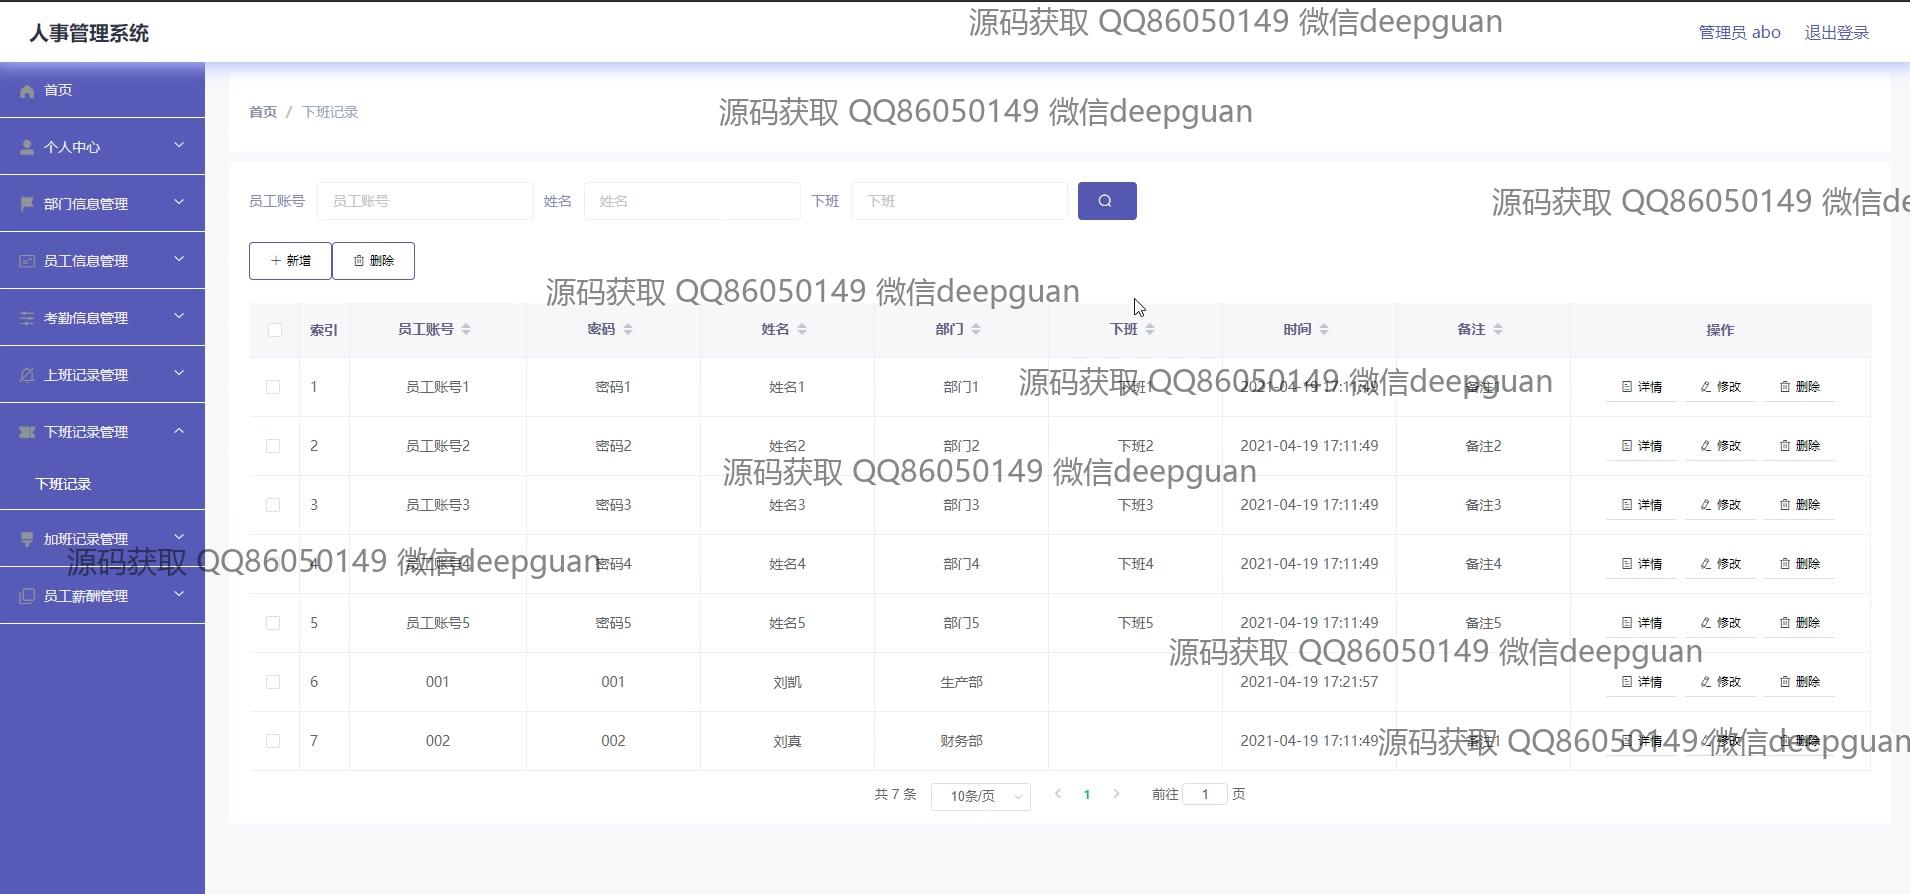 人事管理系统
源码获取 QQ86050149 微信deepguan
管理员 abo 退出登录
首页
个人中心
部门信息管理
员工信息管理
考勤信息管理
上班记录管理
下班记录管理
下班记录
加班记录管理
员工薪酬管理
首页 / 下班记录
源码获取 QQ86050149 微信deepguan
员工账号 员工账号 姓名 姓名 下班 下班
源码获取 QQ86050149 微信de
新增 删除
源码获取 QQ86050149 微信deepguan
索引 员工账号 密码 姓名 部门 下班 时间 备注 操作
1 员工账号1 密码1 姓名1 部门1 下班1 2021-04-19 17:11:49 备注1 详情 修改 删除
源码获取 QQ86050149 微信deepguan
2 员工账号2 密码2 姓名2 部门2 下班2 2021-04-19 17:11:49 备注2 详情 修改 删除
源码获取 QQ86050149 微信deepguan
3 员工账号3 密码3 姓名3 部门3 下班3 2021-04-19 17:11:49 备注3 详情 修改 删除
4 员工账号4 密码4 姓名4 部门4 下班4 2021-04-19 17:11:49 备注4 详情 修改 删除
源码获取 QQ86050149 微信deepguan
5 员工账号5 密码5 姓名5 部门5 下班5 2021-04-19 17:11:49 备注5 详情 修改 删除
源码获取 QQ86050149 微信deepguan
6 001 001 刘凯 生产部 2021-04-19 17:21:57 详情 修改 删除
7 002 002 刘真 财务部 2021-04-19 17:11:49 备注1 详情 修改 删除
源码获取 QQ86050149 微信deepguan
共 7 条 10条/页 1 前往 1 页